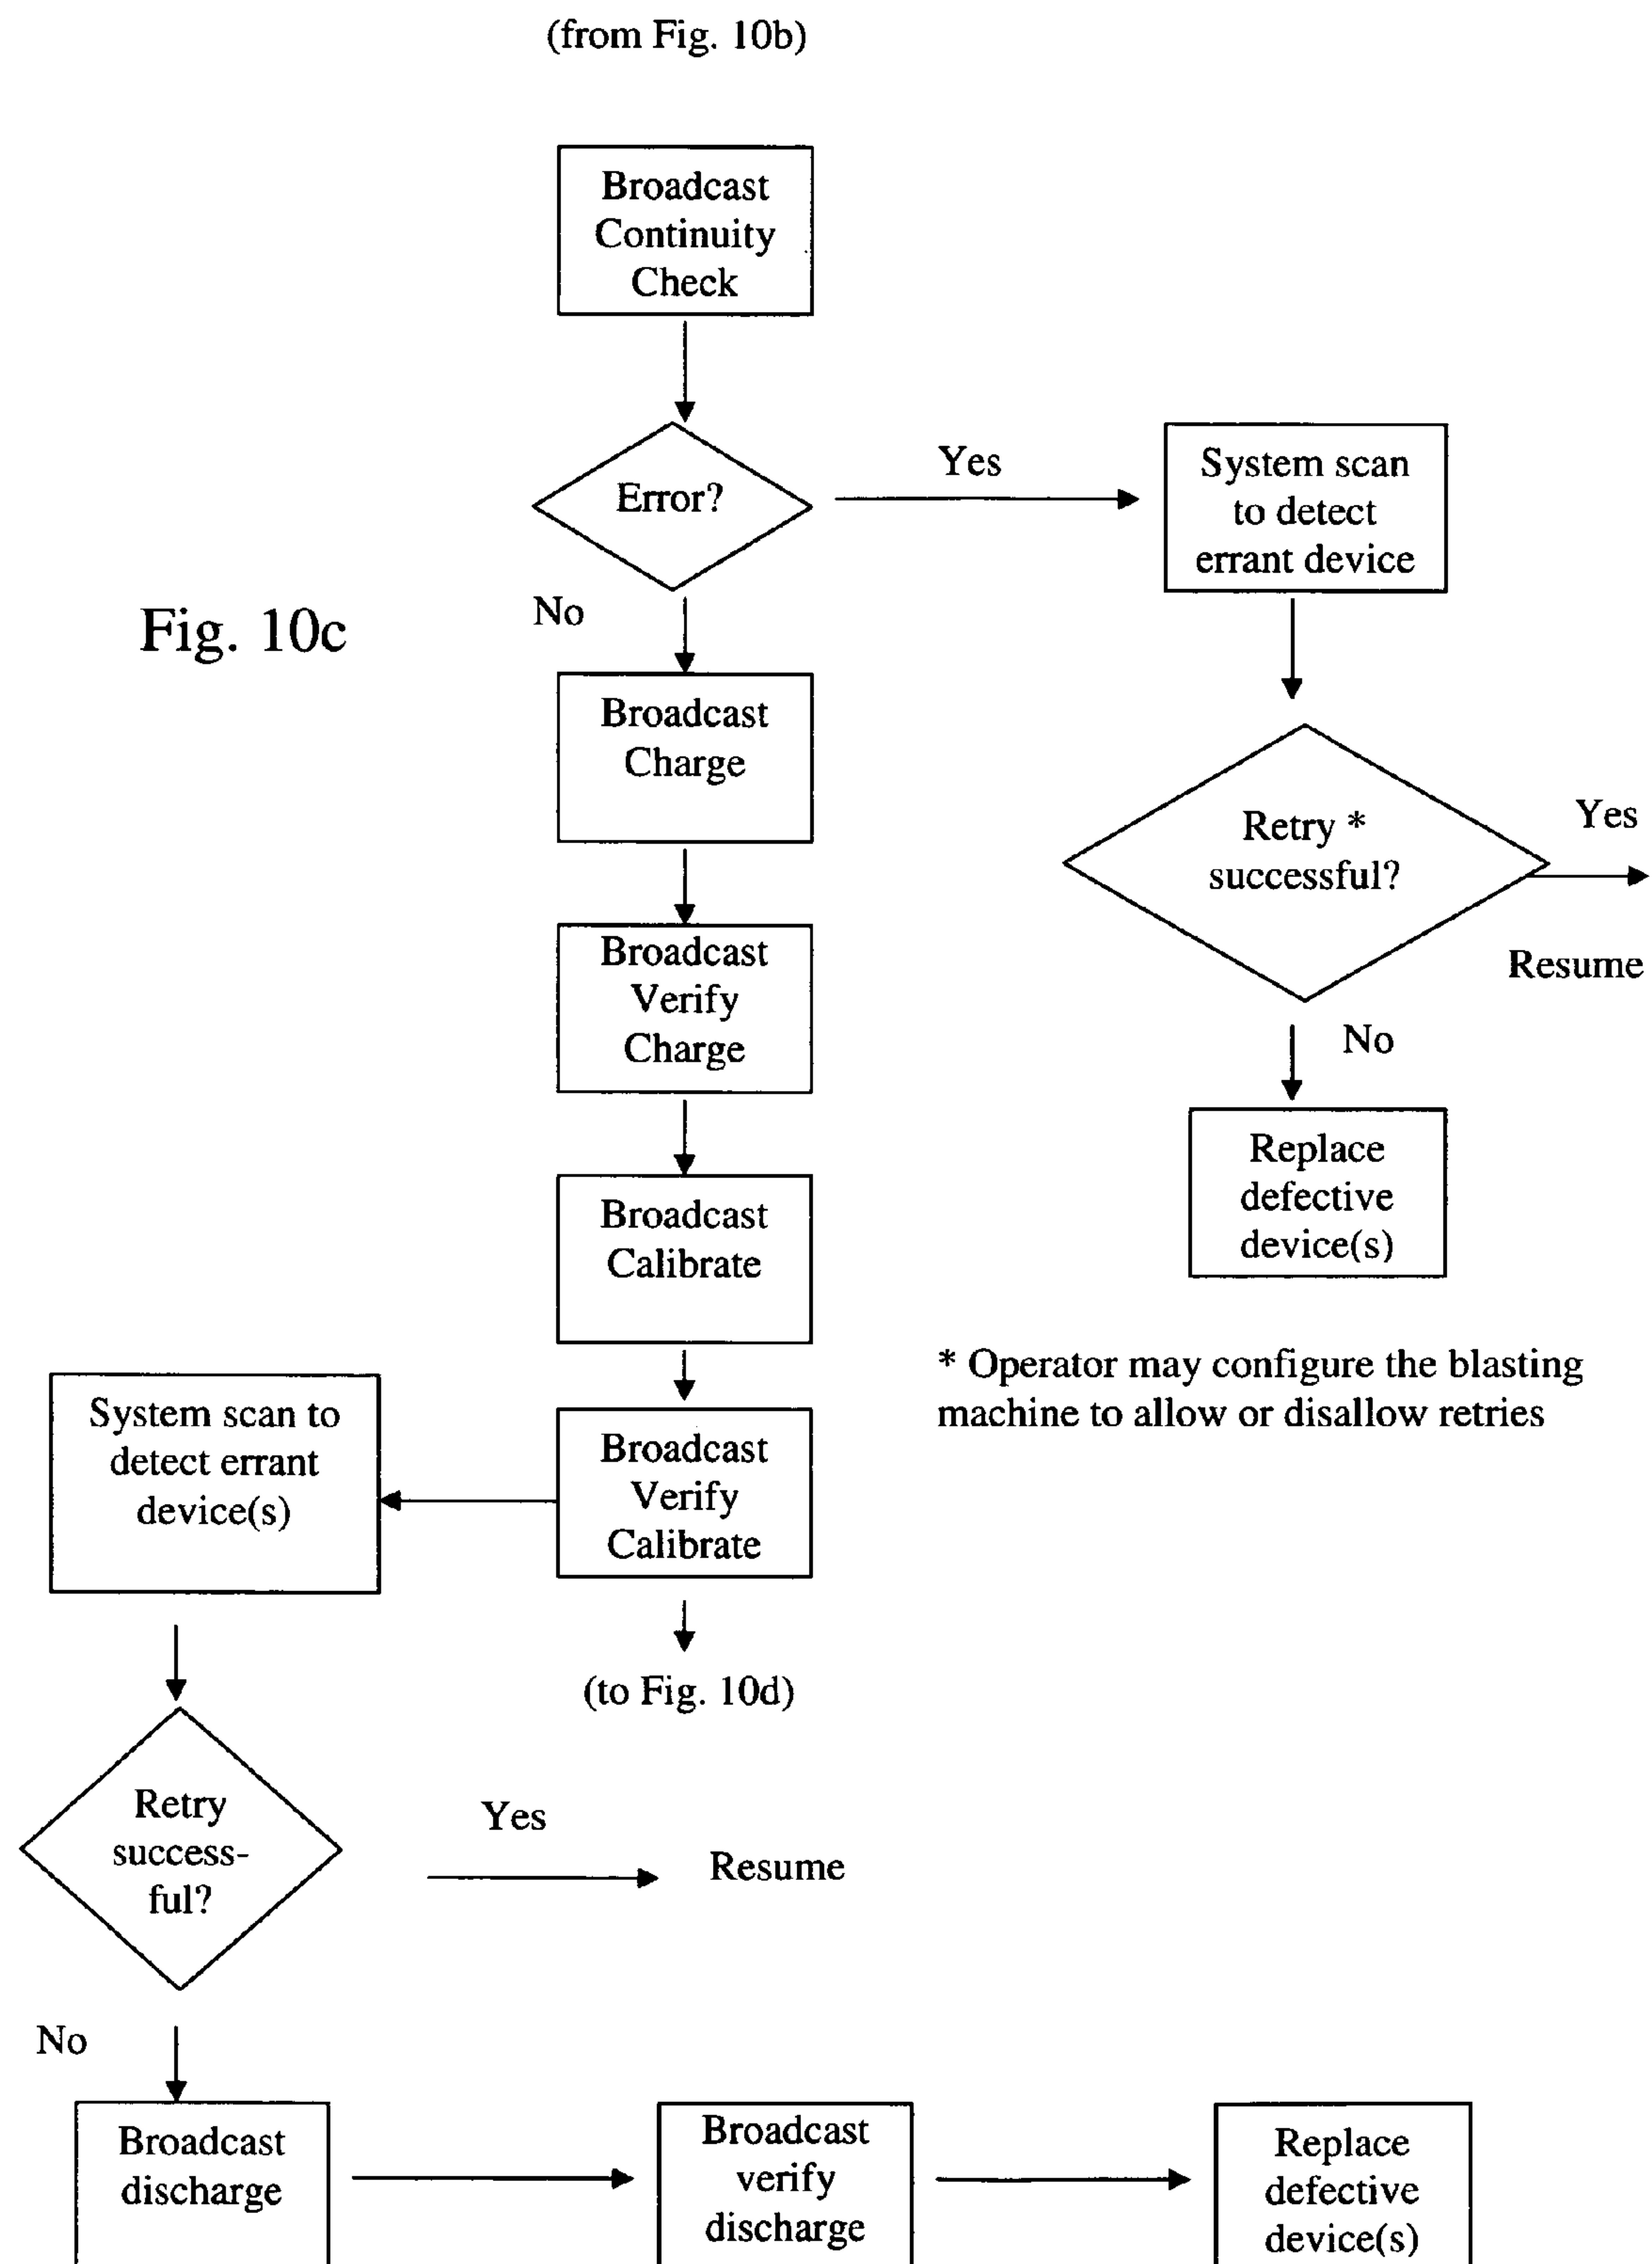 (from Fig. 10b)
Broadcast
Continuity
Check
Error?
Yes
System scan
to detect
errant device
No
Fig. 10c
Broadcast
Charge
Retry *
successful?
Yes
Resume
Broadcast
Verify
Charge
No
Replace
defective
device(s)
Broadcast
Calibrate
* Operator may configure the blasting
machine to allow or disallow retries
System scan to
detect errant
device(s)
Broadcast
Verify
Calibrate
(to Fig. 10d)
Retry
success-
ful?
Yes
Resume
No
Broadcast
discharge
Broadcast
verify
discharge
Replace
defective
device(s)